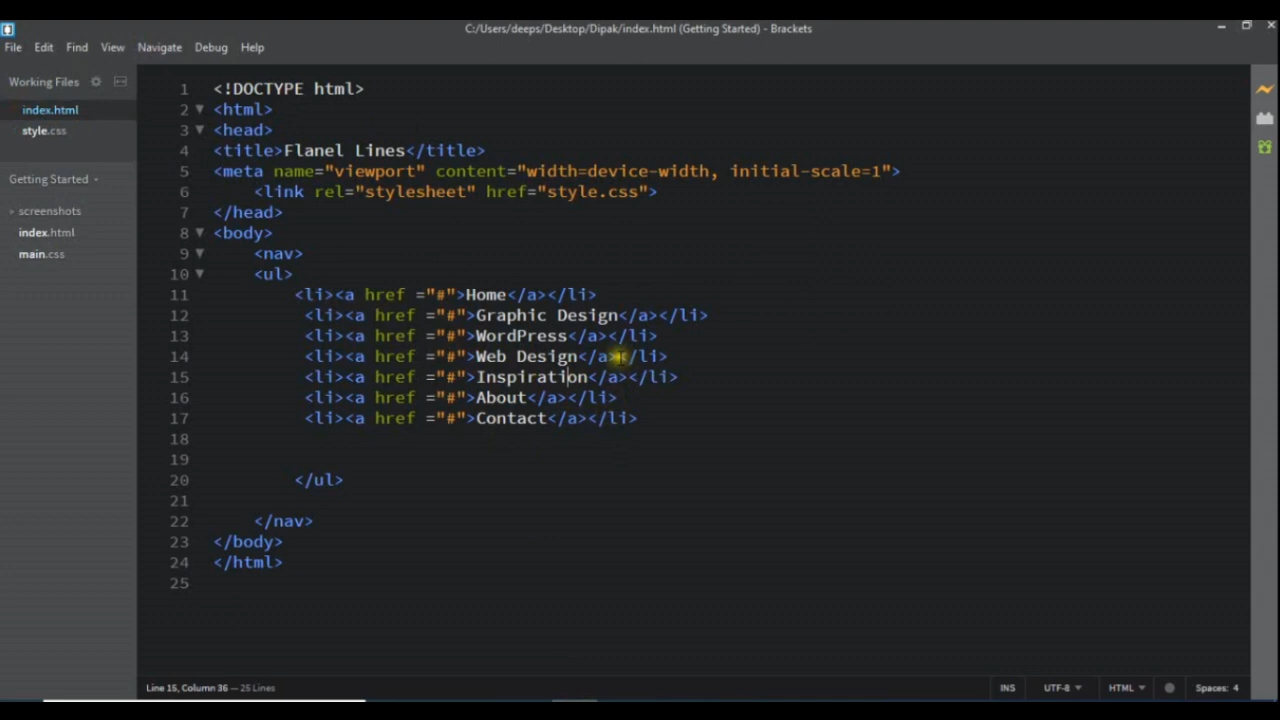 C:/Users/deeps/Desktop/Dipak/index.html (Getting Started) - Brackets
File Edit Find View Navigate Debug Help
Working Files
index.html
style.css
Getting Started
screenshots
index.html
main.css
1 <!DOCTYPE html>
2 <html>
3 <head>
4 <title>Flanel Lines</title>
5 <meta name="viewport" content="width=device-width, initial-scale=1">
6 <link rel="stylesheet" href="style.css">
7 </head>
8 <body>
9 <nav>
10 <ul>
11 <li><a href ="#">Home</a></li>
12 <li><a href ="#">Graphic Design</a></li>
13 <li><a href ="#">WordPress</a></li>
14 <li><a href ="#">Web Design</a></li>
15 <li><a href ="#">Inspiration</a></li>
16 <li><a href ="#">About</a></li>
17 <li><a href ="#">Contact</a></li>
18
19
20 </ul>
21
22 </nav>
23 </body>
24 </html>
25
Line 15, Column 36 — 25 Lines INS UTF-8 HTML Spaces: 4